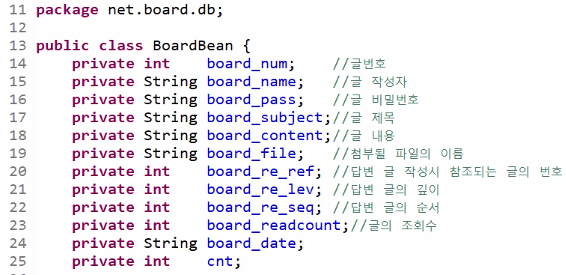 11 package net.board.db;
12
13 public class BoardBean {
14 private int board_num; //글번호
15 private String board_name; //글 작성자
16 private String board_pass; //글 비밀번호
17 private String board_subject;//글 제목
18 private String board_content;//글 내용
19 private String board_file; //첨부될 파일의 이름
20 private int board_re_ref; //답변 글 작성시 참조되는 글의 번호
21 private int board_re_lev; //답변 글의 깊이
22 private int board_re_seq; //답변 글의 순서
23 private int board_readcount;//글의 조회수
24 private String board_date;
25 private int cnt;